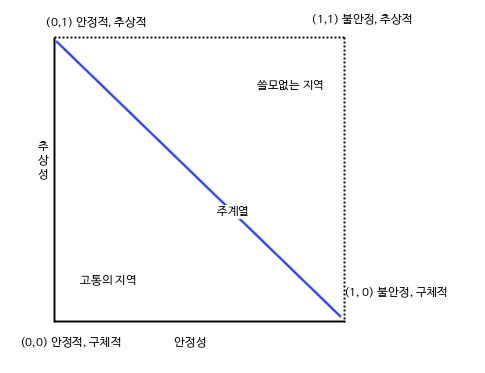 (0,1) 안정적, 추상적
(1,1) 불안정, 추상적
쓸모없는 지역
추
상
성
주계열
고통의 지역
(1, 0) 불안정, 구체적
(0,0) 안정적, 구체적
안정성